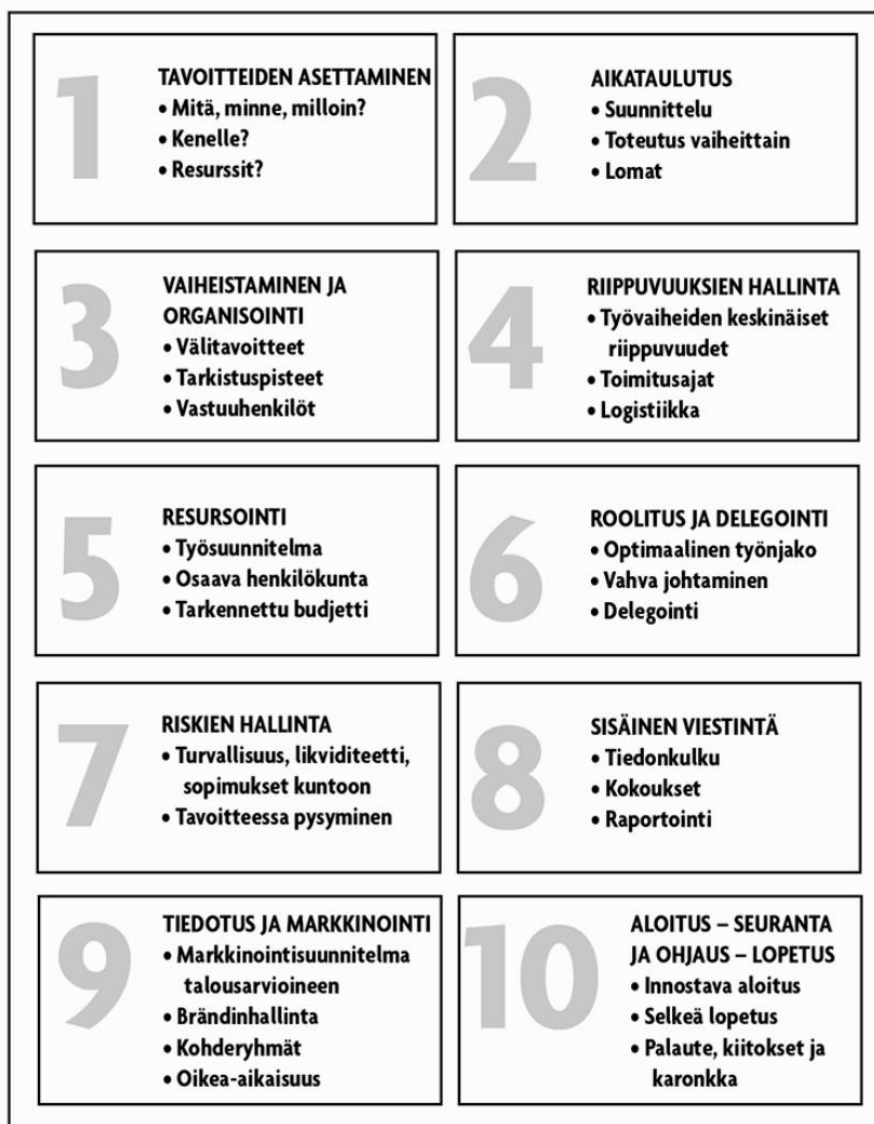 1
TAVOITTEIDEN ASETTAMINEN
• Mitä, minne, milloin?
• Kenelle?
• Resurssit?
2
AIKATAULUTUS
• Suunnittelu
• Toteutus vaiheittain
• Lomat
3
VAIHEISTAMINEN JA
ORGANISOINTI
• Välitavoitteet
• Tarkistuspisteet
• Vastuuhenkilöt
4
RIIPPUVUUKSIEN HALLINTA
• Työvaiheiden keskinäiset
riippuvuudet
• Toimitusajat
• Logistiikka
5
RESURSOINTI
• Työsuunnitelma
• Osaava henkilökunta
• Tarkennettu budjetti
6
ROOLITUS JA DELEGOINTI
• Optimaalinen työnjako
• Vahva johtaminen
• Delegointi
7
RISKIEN HALLINTA
• Turvallisuus, likviditeetti,
sopimukset kuntoon
• Tavoitteessa pysyminen
8
SISÄINEN VIESTINTÄ
• Tiedonkulku
• Kokoukset
• Raportointi
9
TIEDOTUS JA MARKKINOINTI
• Markkinointisuunnitelma
talousarvioineen
• Brändinhallinta
• Kohderyhmät
• Oikea-aikaisuus
10
ALOITUS – SEURANTA
JA OHJAUS – LOPETUS
• Innostava aloitus
• Selkeä lopetus
• Palaute, kiitokset ja
karonkka